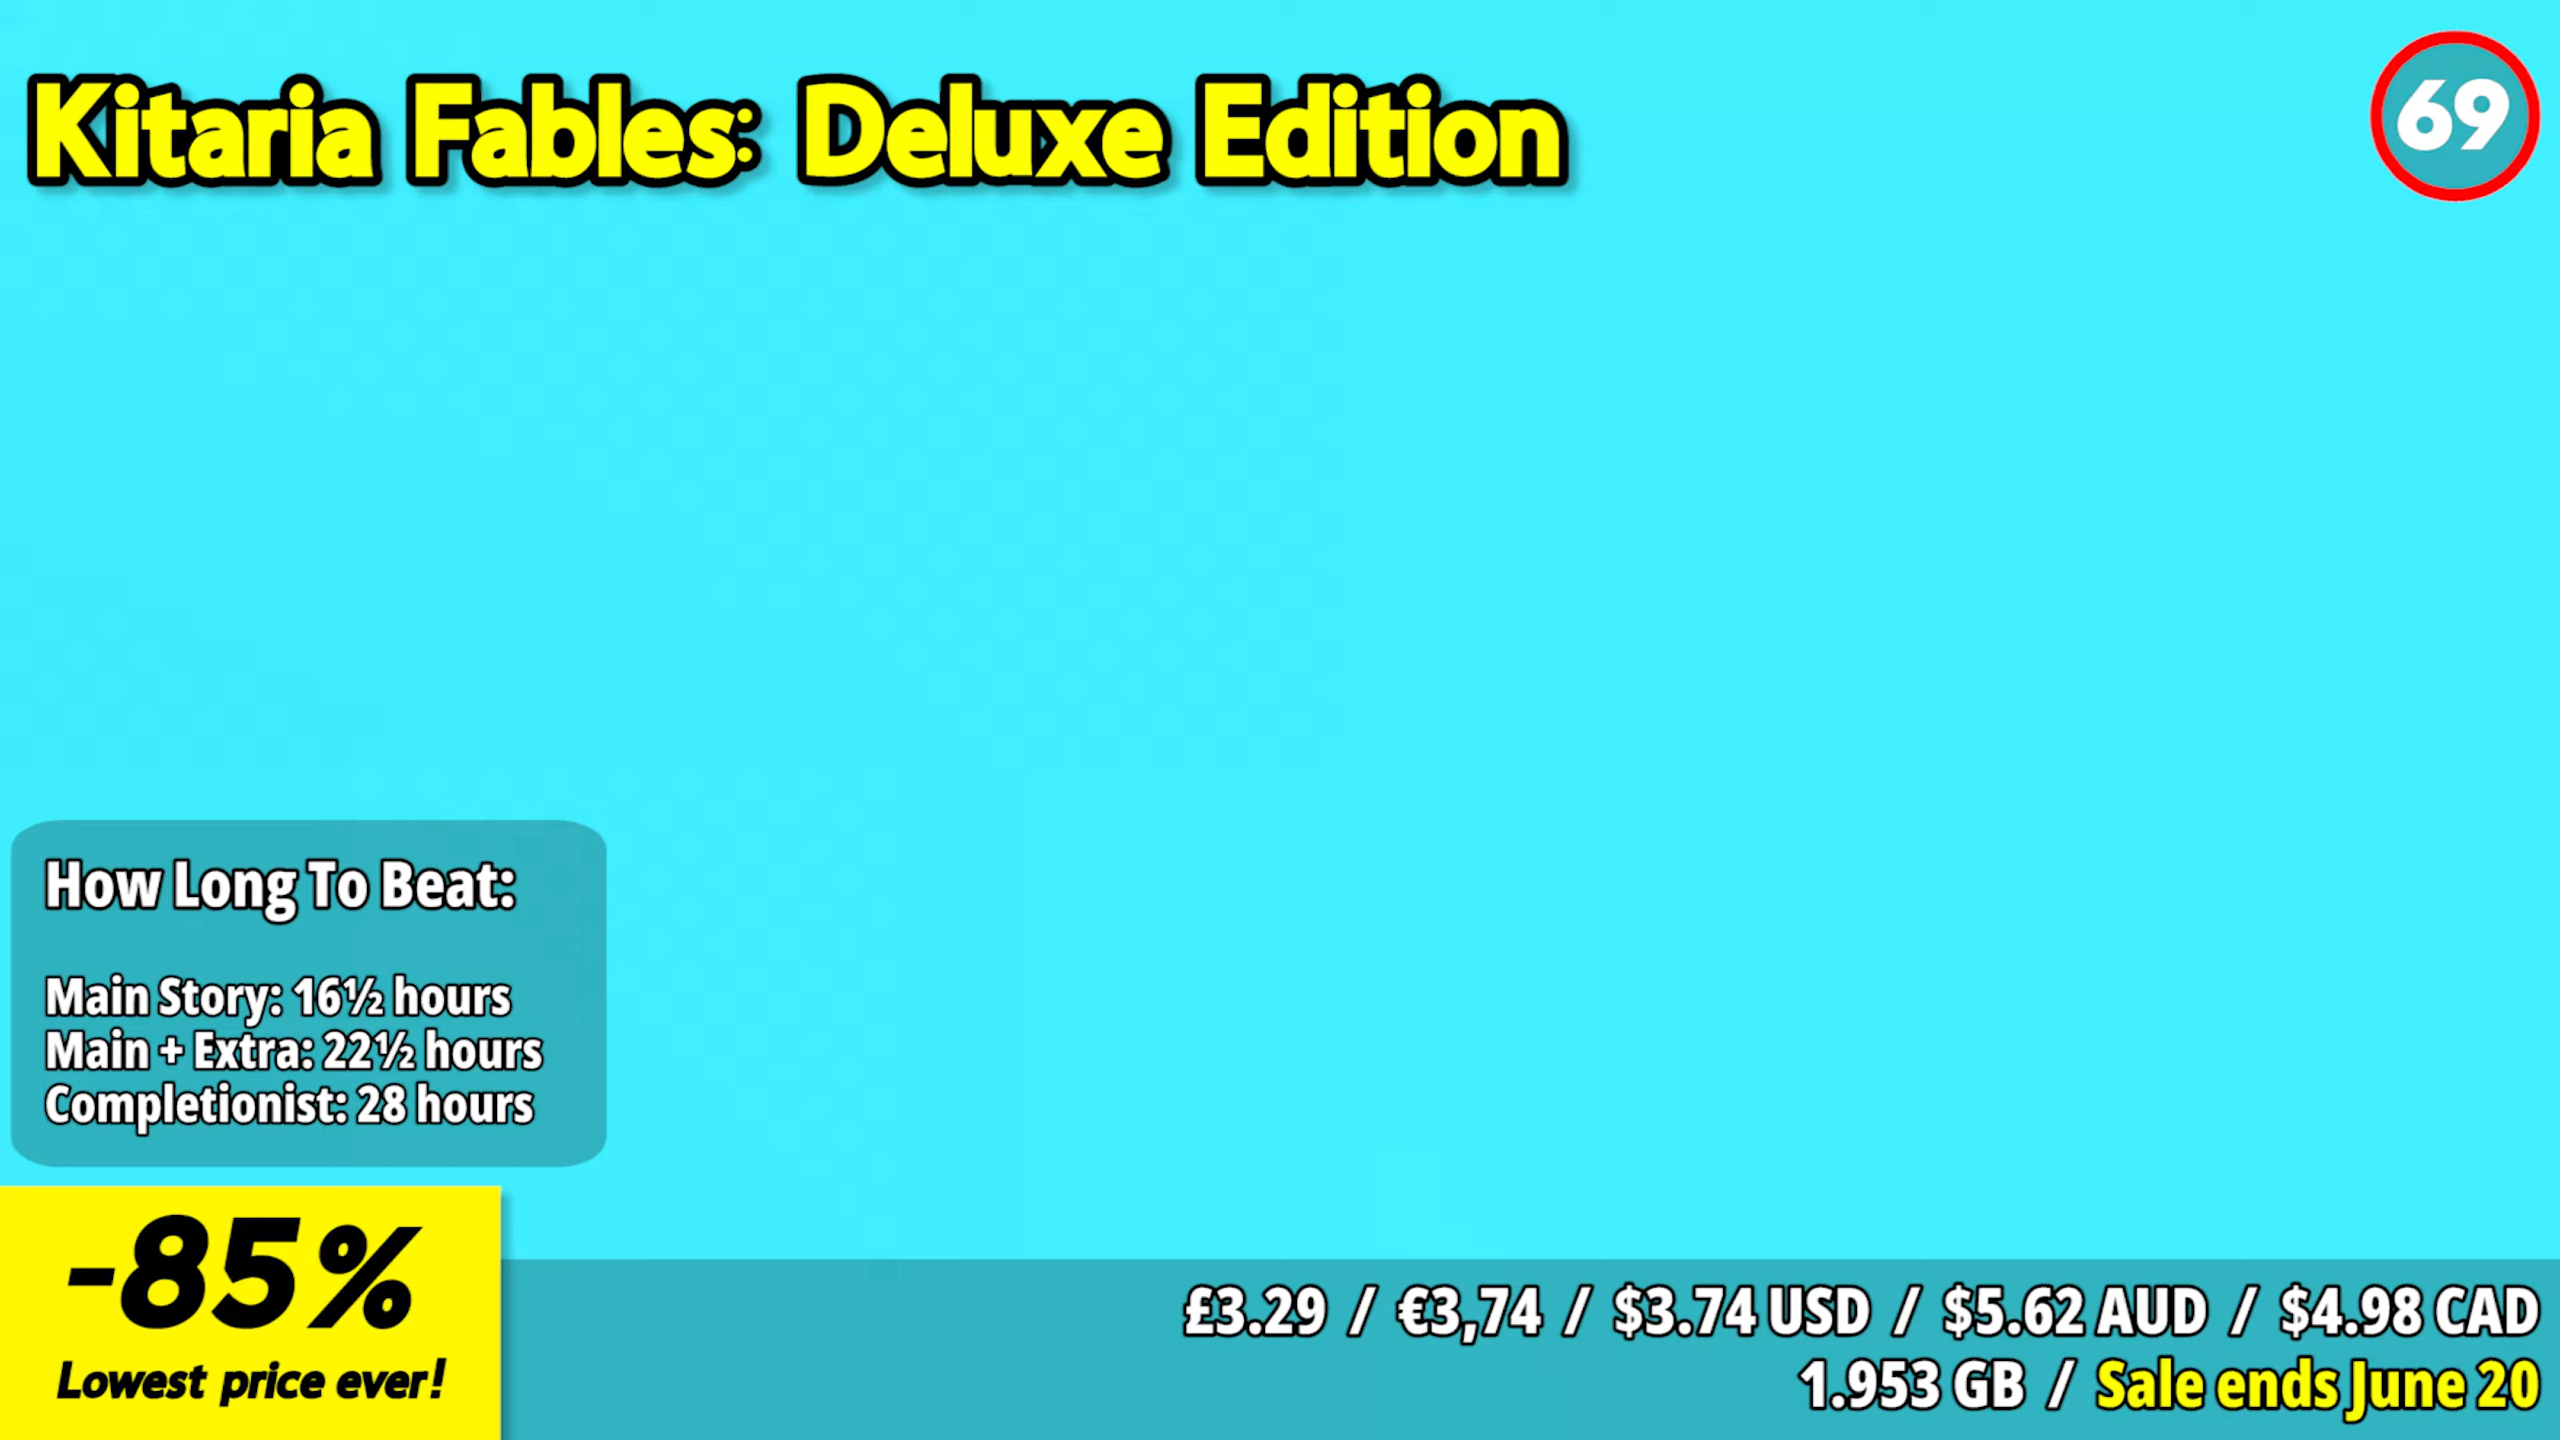 Kitaria Fables: Deluxe Edition
69
How Long To Beat:
Main Story: 16½ hours
Main + Extra: 22½ hours
Completionist: 28 hours
-85%
Lowest price ever!
£3.29 / €3,74 / $3.74 USD / $5.62 AUD / $4.98 CAD
1.953 GB / Sale ends June 20